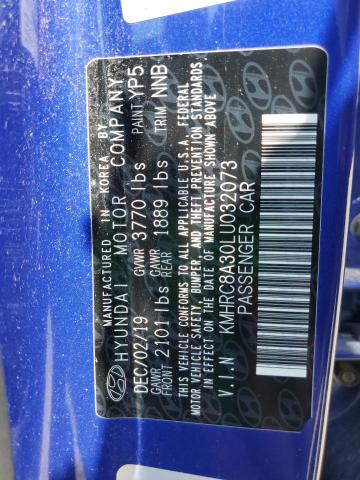 MANUFACTURED IN KOREA BY
HYUNDAI MOTOR COMPANY
DEC/02/19 GVWR 3770 lbs PAINT YP5
GAWR FRONT 2101 lbs GAWR REAR 1889 lbs TRIM NNB
THIS VEHICLE CONFORMS TO ALL APPLICABLE U.S.A FEDERAL
MOTOR VEHICLE SAFETY, BUMPER, AND THEFT PREVENTION STANDARDS
IN EFFECT ON THE DATE OF MANUFACTURE SHOWN ABOVE.
V.I.N KMHRC8A30LU032073
PASSENGER CAR